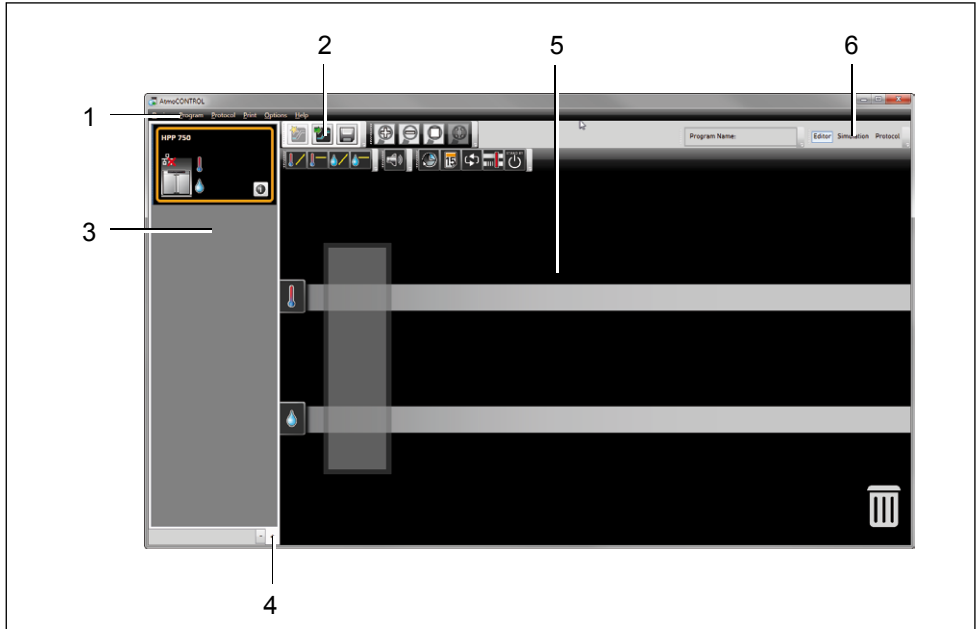 2 5 6
AtmoCONTROL
1
Program Protocol Print Options Help
HPP 750
Program Name:
Editor Simulation Protocol
3
4